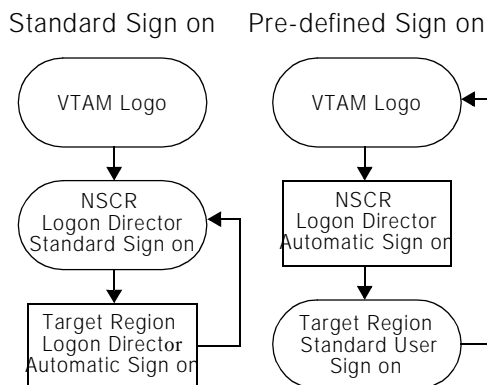 Standard Sign on
Pre-defined Sign on
VTAM Logo
NSCR
Logon Director
Standard Sign on
Target Region
Logon Director
Automatic Sign on
VTAM Logo
NSCR
Logon Director
Automatic Sign on
Target Region
Standard User
Sign on